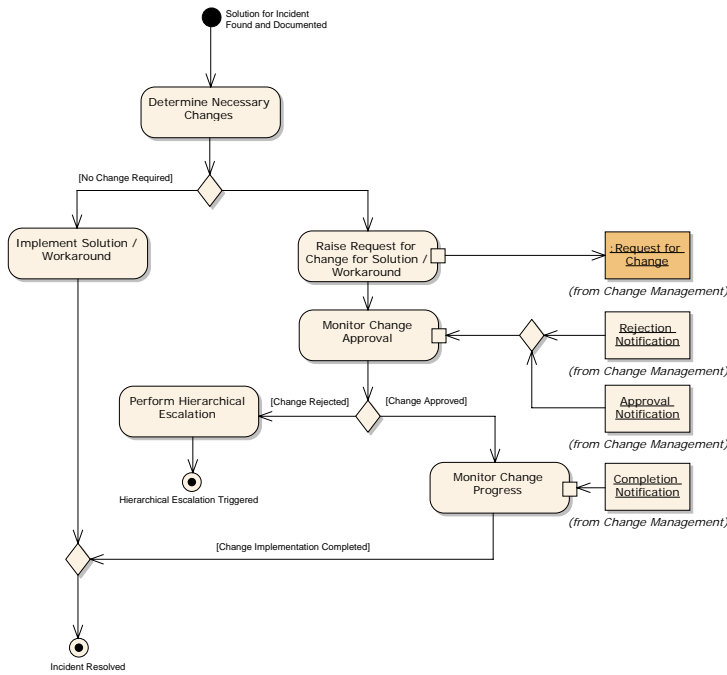 Solution for Incident
Found and Documented
Determine Necessary
Changes
[No Change Required]
Implement Solution /
Workaround
Raise Request for
Change for Solution /
Workaround
:Request for
Change
(from Change Management)
Monitor Change
Approval
Rejection
Notification
(from Change Management)
Approval
Notification
(from Change Management)
[Change Rejected]
[Change Approved]
Perform Hierarchical
Escalation
Hierarchical Escalation Triggered
Monitor Change
Progress
Completion
Notification
(from Change Management)
[Change Implementation Completed]
Incident Resolved